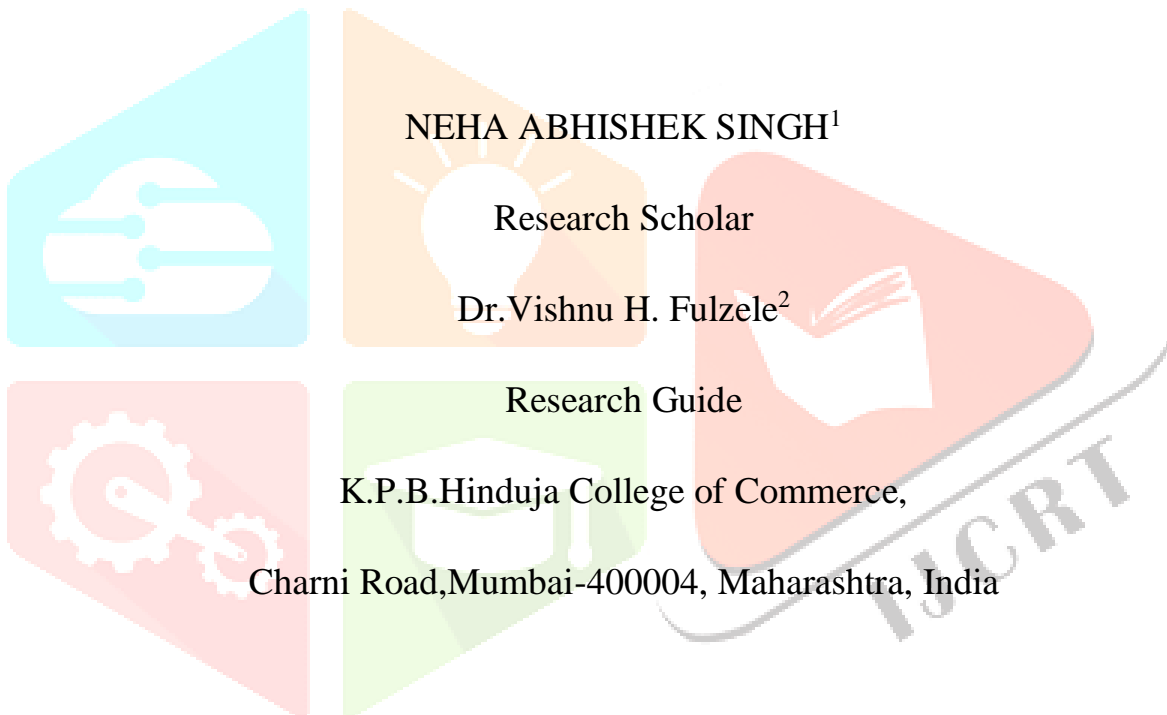 NEHA ABHISHEK SINGH¹
Research Scholar
Dr.Vishnu H. Fulzele²
Research Guide
K.P.B.Hinduja College of Commerce,
Charni Road,Mumbai-400004, Maharashtra, India
IJCRT